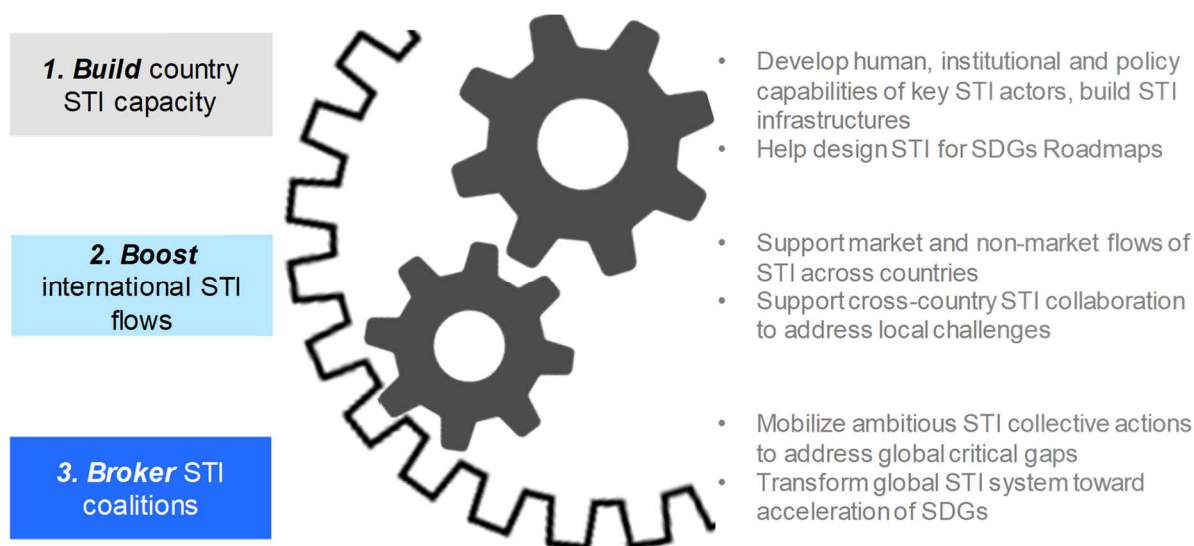 1. Build country
STI capacity
• Develop human, institutional and policy
capabilities of key STI actors, build STI
infrastructures
• Help design STI for SDGs Roadmaps
2. Boost
international STI
flows
• Support market and non-market flows of
STI across countries
• Support cross-country STI collaboration
to address local challenges
3. Broker STI
coalitions
• Mobilize ambitious STI collective actions
to address global critical gaps
• Transform global STI system toward
acceleration of SDGs